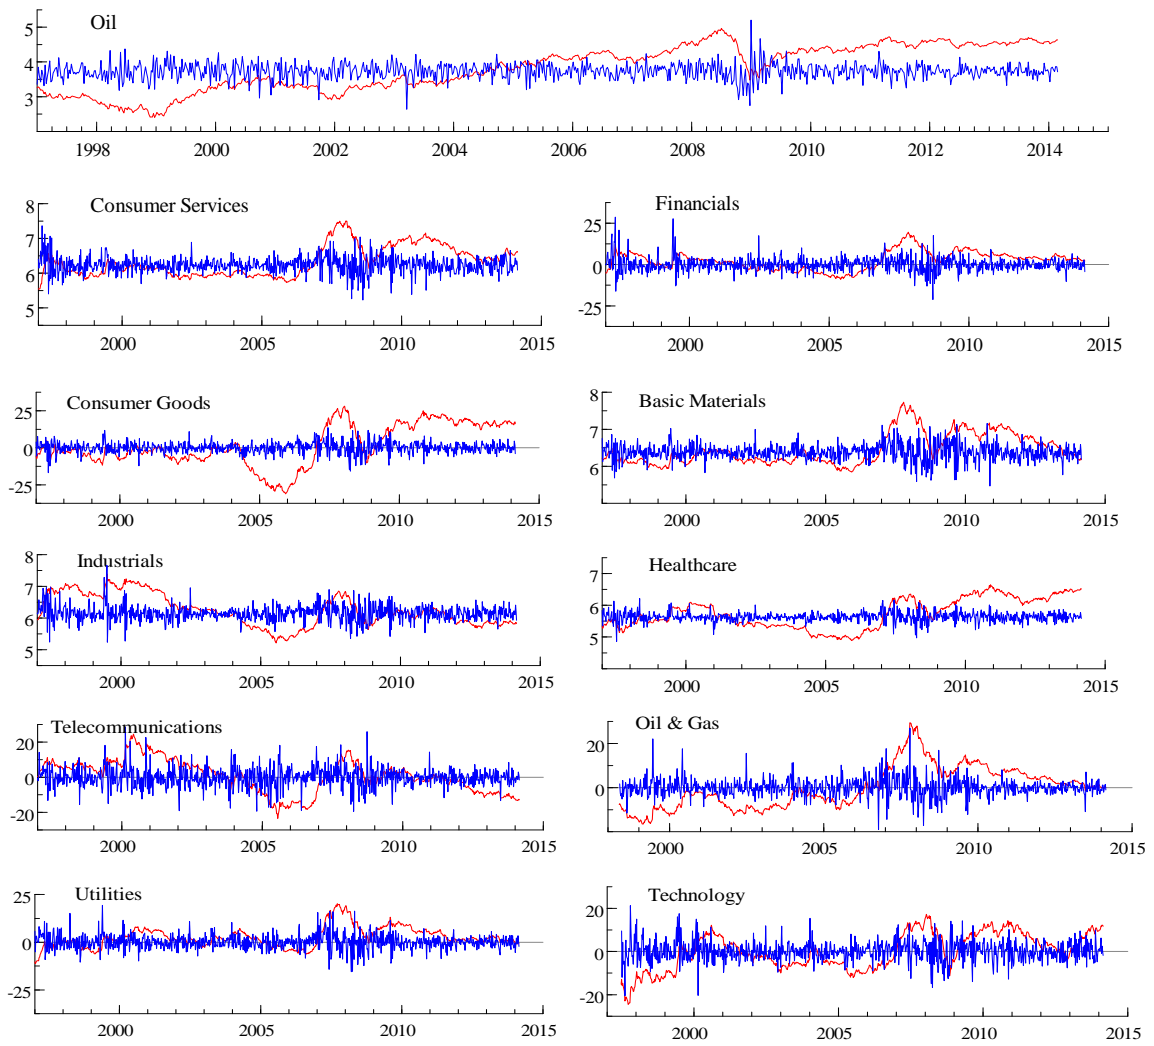 Oil
5
4
3
1998 2000 2002 2004 2006 2008 2010 2012 2014
Consumer Services
8
7
6
5
2000 2005 2010 2015
Financials
25
0
-25
2000 2005 2010 2015
Consumer Goods
25
0
-25
2000 2005 2010 2015
Basic Materials
8
7
6
2000 2005 2010 2015
Industrials
8
7
6
5
2000 2005 2010 2015
Healthcare
7
6
5
2000 2005 2010 2015
Telecommunications
20
0
-20
2000 2005 2010 2015
Oil & Gas
20
0
2000 2005 2010 2015
Utilities
25
0
-25
2000 2005 2010 2015
Technology
20
0
-20
2000 2005 2010 2015